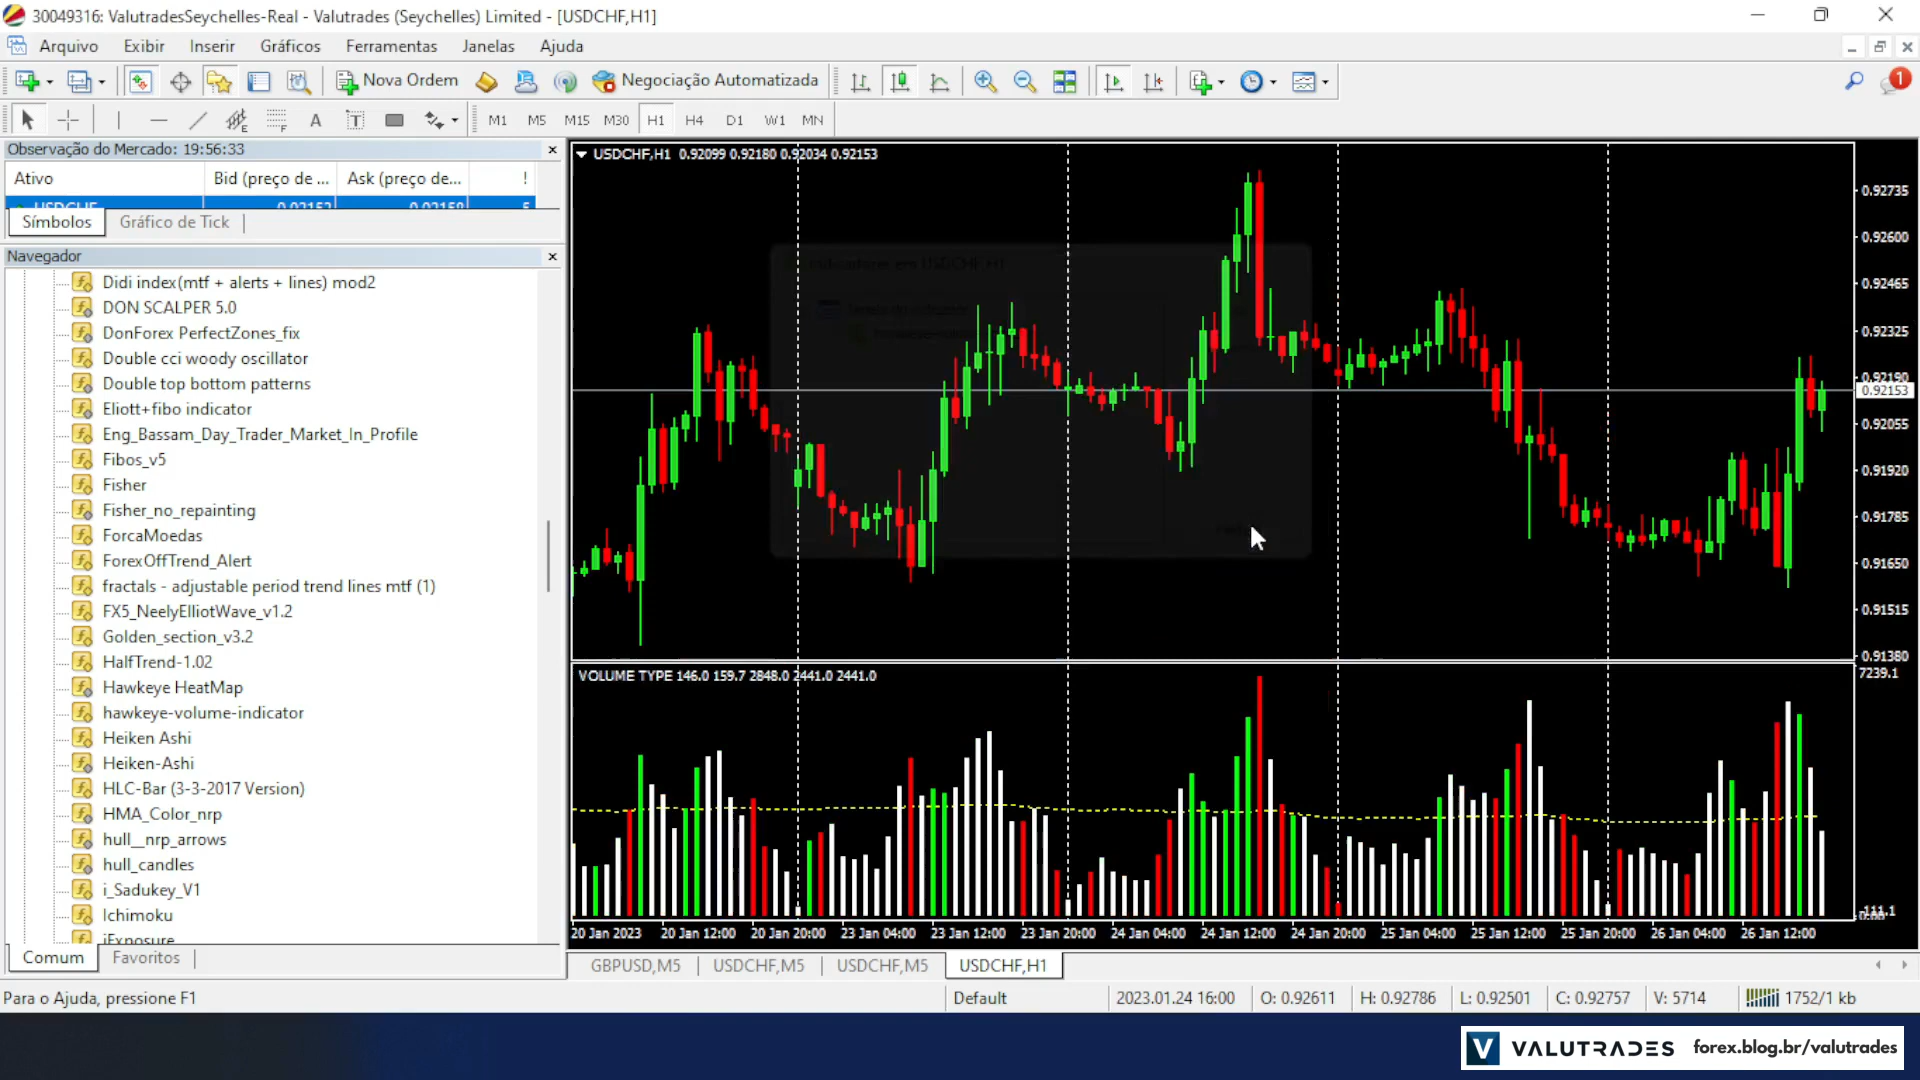 30049316: ValutradesSeychelles-Real - Valutrades (Seychelles) Limited - [USDCHF,H1]
Arquivo Exibir Inserir Gráficos Ferramentas Janelas Ajuda
Nova Ordem Negociação Automatizada 1
E F A T M1 M5 M15 M30 H1 H4 D1 W1 MN
Observação do Mercado: 19:56:33
Ativo Bid (preço de ... Ask (preço de... !
USDCHF 0.92153 0.92158 5
Símbolos Gráfico de Tick
Navegador
Didi index(mtf + alerts + lines) mod2
DON SCALPER 5.0
DonForex PerfectZones_fix
Double cci woody oscillator
Double top bottom patterns
Eliott+fibo indicator
Eng_Bassam_Day_Trader_Market_In_Profile
Fibos_v5
Fisher
Fisher_no_repainting
ForcaMoedas
ForexOffTrend_Alert
fractals - adjustable period trend lines mtf (1)
FX5_NeelyElliotWave_v1.2
Golden_section_v3.2
HalfTrend-1.02
Hawkeye HeatMap
hawkeye-volume-indicator
Heiken Ashi
Heiken-Ashi
HLC-Bar (3-3-2017 Version)
HMA_Color_nrp
hull__nrp_arrows
hull_candles
i_Sadukey_V1
Ichimoku
iExposure
Comum Favoritos
USDCHF,H1 0.92099 0.92180 0.92034 0.92153
0.92735
0.92600
0.92465
0.92325
0.92190
0.92153
0.92055
0.91920
0.91785
0.91650
0.91515
0.91380
VOLUME TYPE 146.0 159.7 2848.0 2441.0 2441.0
7239.1
20 Jan 2023 20 Jan 12:00 20 Jan 20:00 23 Jan 04:00 23 Jan 12:00 23 Jan 20:00 24 Jan 04:00 24 Jan 12:00 24 Jan 20:00 25 Jan 04:00 25 Jan 12:00 25 Jan 20:00 26 Jan 04:00 26 Jan 12:00
GBPUSD,M5 USDCHF,M5 USDCHF,M5 USDCHF,H1
Para o Ajuda, pressione F1 Default 2023.01.24 16:00 O: 0.92611 H: 0.92786 L: 0.92501 C: 0.92757 V: 5714 1752/1 kb
V VALUTRADES forex.blog.br/valutrades